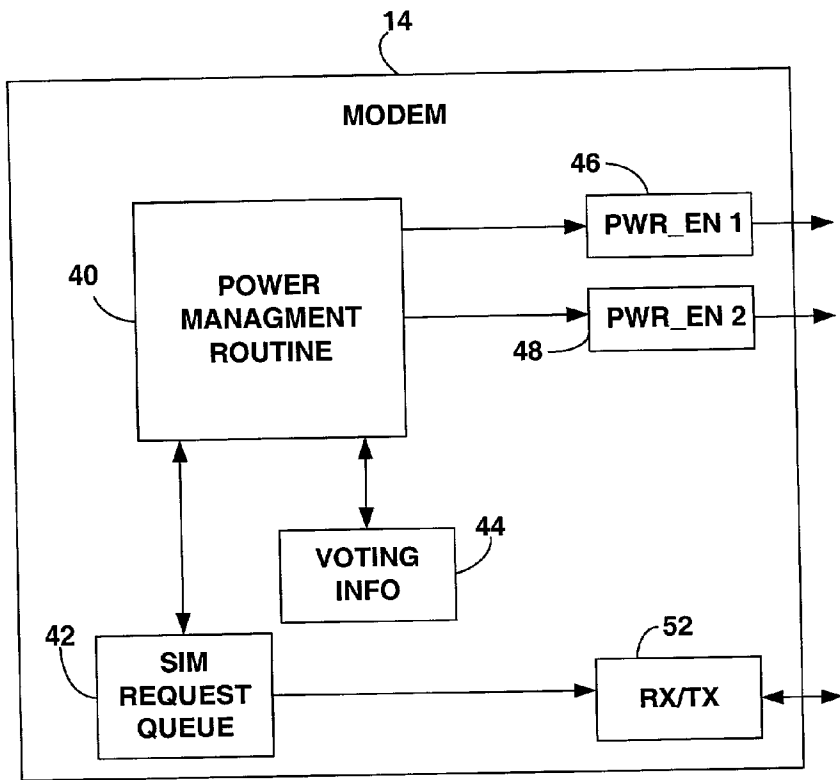 14
MODEM
46
PWR_EN 1
40
POWER
MANAGMENT
ROUTINE
PWR_EN 2
48
44
VOTING
INFO
42
SIM
REQUEST
QUEUE
52
RX/TX